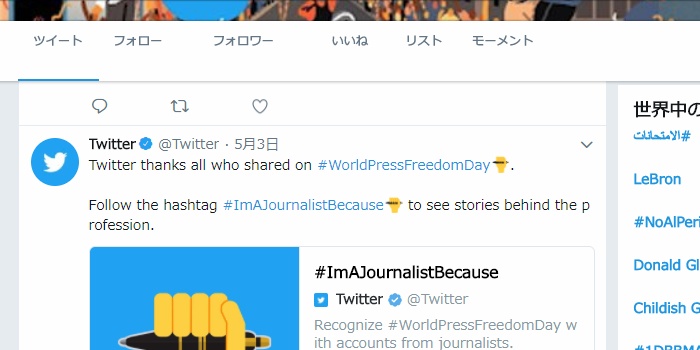 ツイート フォロー フォロワー いいね リスト モーメント
Twitter @Twitter · 5月3日
Twitter thanks all who shared on #WorldPressFreedomDay.
Follow the hashtag #ImAJournalistBecause to see stories behind the p
rofession.
#ImAJournalistBecause
Twitter @Twitter
Recognize #WorldPressFreedomDay w
ith accounts from journalists.
世界中の
#الامتحانات
LeBron
#NoAlPeri
Donald Gl
Childish G